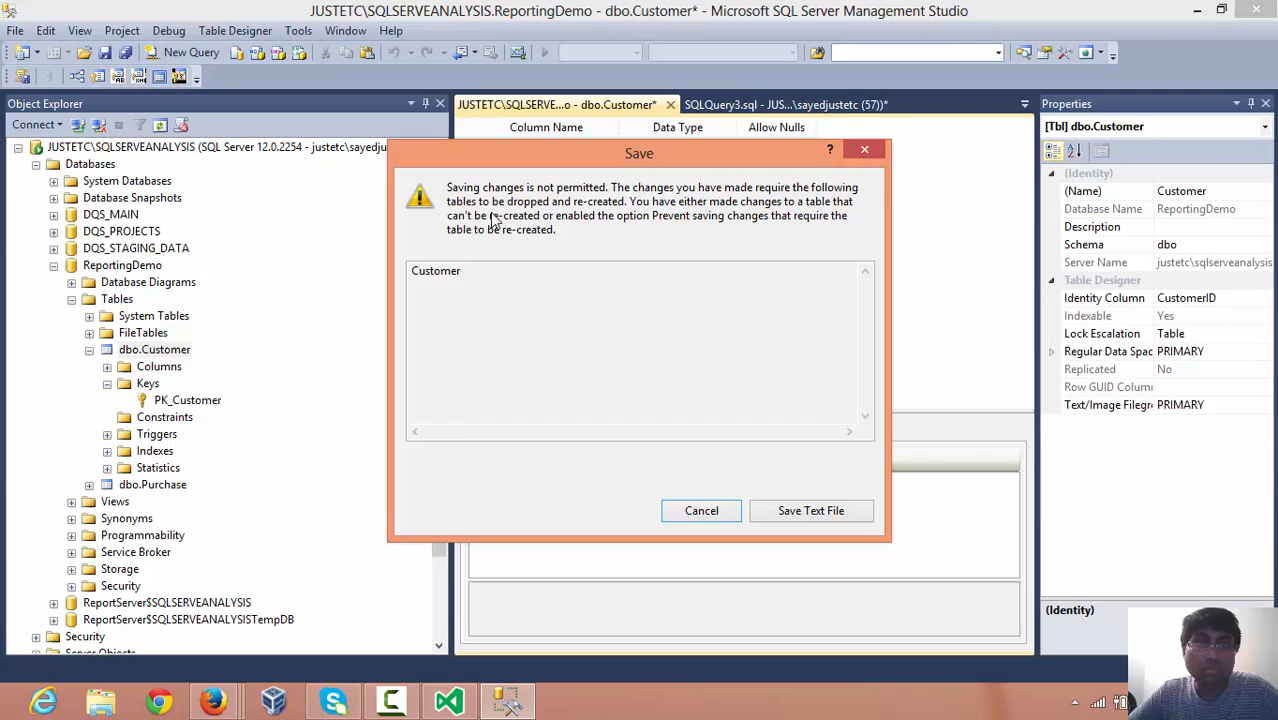 JUSTETC\SQLSERVEANALYSIS.ReportingDemo - dbo.Customer* - Microsoft SQL Server Management Studio
File Edit View Project Debug Table Designer Tools Window Help
New Query
Object Explorer
Connect
JUSTETC\SQLSERVEANALYSIS (SQL Server 12.0.2254 - justetc\sayedju
Databases
System Databases
Database Snapshots
DQS_MAIN
DQS_PROJECTS
DQS_STAGING_DATA
ReportingDemo
Database Diagrams
Tables
System Tables
FileTables
dbo.Customer
Columns
Keys
PK_Customer
Constraints
Triggers
Indexes
Statistics
dbo.Purchase
Views
Synonyms
Programmability
Service Broker
Storage
Security
ReportServer$SQLSERVEANALYSIS
ReportServer$SQLSERVEANALYSISTempDB
Security
Server Objects
JUSTETC\SQLSERVE...o - dbo.Customer* SQLQuery3.sql - JUS...\sayedjustetc (57))*
Column Name Data Type Allow Nulls
Save
?
Saving changes is not permitted. The changes you have made require the following
tables to be dropped and re-created. You have either made changes to a table that
can't be re-created or enabled the option Prevent saving changes that require the
table to be re-created.
Customer
Cancel Save Text File
Properties
[Tbl] dbo.Customer
(Identity)
(Name) Customer
Database Name ReportingDemo
Description
Schema dbo
Server Name justetc\sqlserveanalysis
Table Designer
Identity Column CustomerID
Indexable Yes
Lock Escalation Table
Regular Data Spac PRIMARY
Replicated No
Row GUID Column
Text/Image Filegr PRIMARY
(Identity)